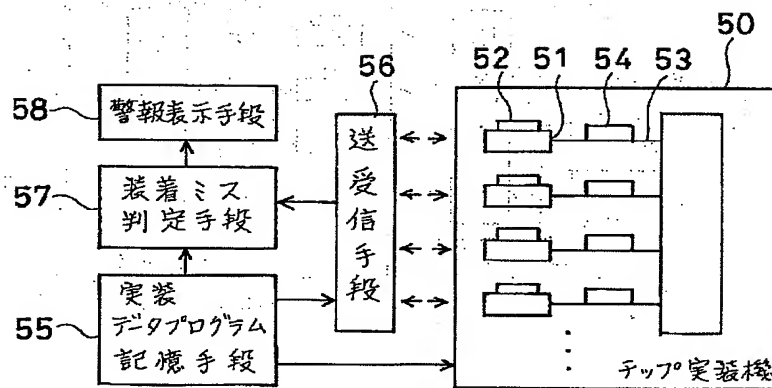 50
52
51
54
53
56
58
警報表示手段
送受信手段
57
装着ミス
判定手段
55
実装
データプログラム
記憶手段
チップ実装機